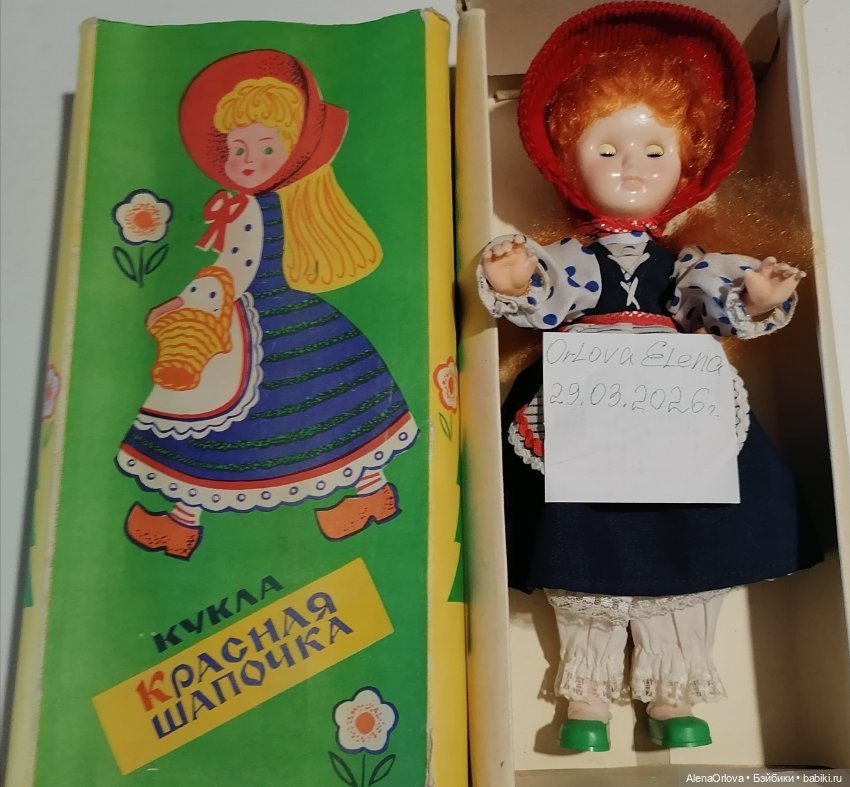 КУКЛА
КРАСНАЯ
ШАПОЧКА
Orlova Elena
29.03.2026г.
AlenaOrlova • Бэйбики • babiki.ru